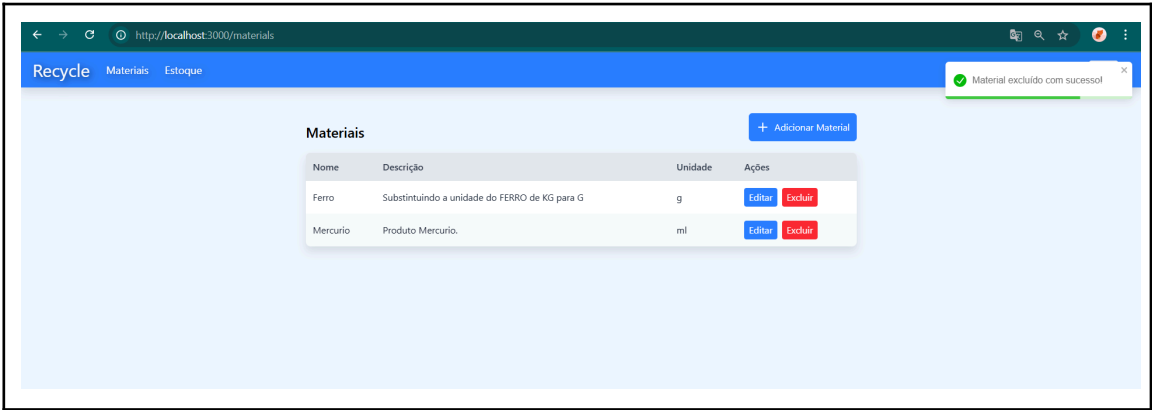 http://localhost:3000/materials
Recycle Materiais Estoque
Material excluído com sucesso!
Materiais
+ Adicionar Material
Nome Descrição Unidade Ações
Ferro Substintuindo a unidade do FERRO de KG para G g Editar Excluir
Mercurio Produto Mercurio. ml Editar Excluir